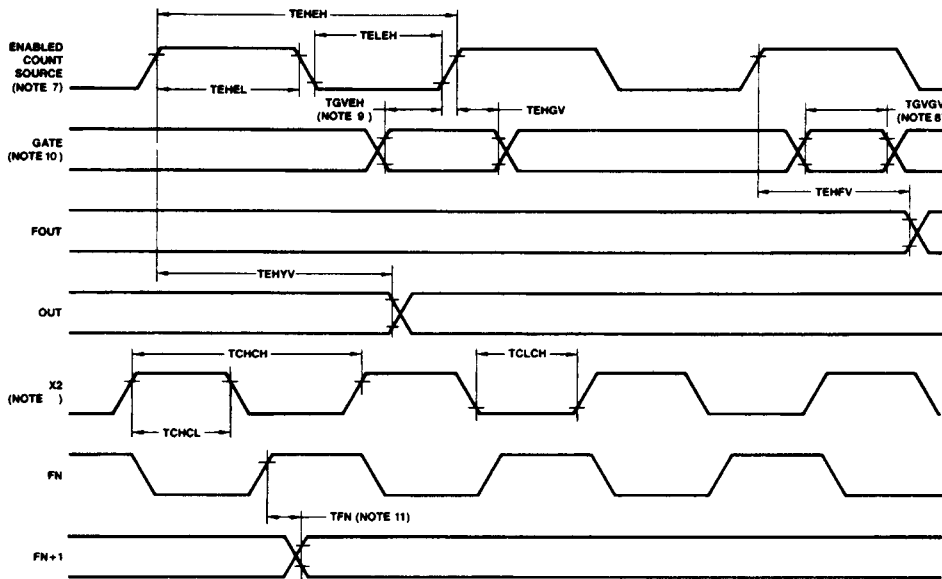 TEHEH
TELEH
ENABLED
COUNT
SOURCE
(NOTE 7)
TEHEL
TGVEH
(NOTE 9)
TEHGV
TGVGV
(NOTE 8)
GATE
(NOTE 10)
TEHFV
FOUT
TEHYV
OUT
TCHCH
TCLCH
X2
(NOTE )
TCHCL
FN
TFN (NOTE 11)
FN+1